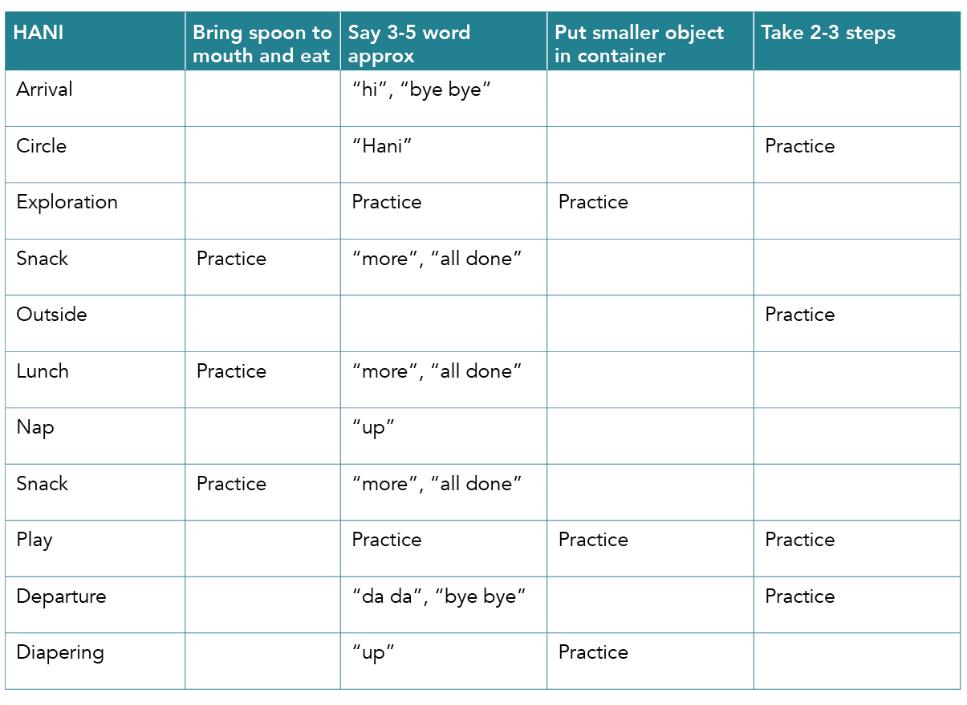 HANI Bring spoon to mouth and eat Say 3-5 word approx Put smaller object in container Take 2-3 steps
Arrival “hi”, “bye bye”
Circle “Hani” Practice
Exploration Practice Practice
Snack Practice “more”, “all done”
Outside Practice
Lunch Practice “more”, “all done”
Nap “up”
Snack Practice “more”, “all done”
Play Practice Practice Practice
Departure “da da”, “bye bye” Practice
Diapering “up” Practice